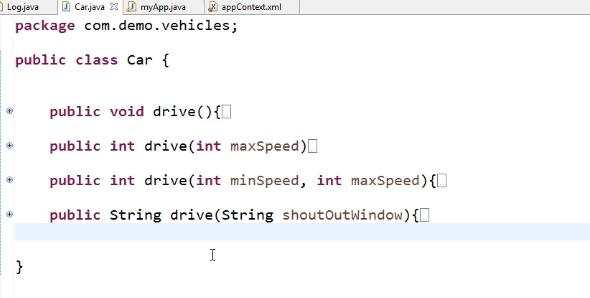 Log.java Car.java myApp.java appContext.xml
package com.demo.vehicles;
public class Car {
public void drive(){
public int drive(int maxSpeed)
public int drive(int minSpeed, int maxSpeed){
public String drive(String shoutOutWindow){
}